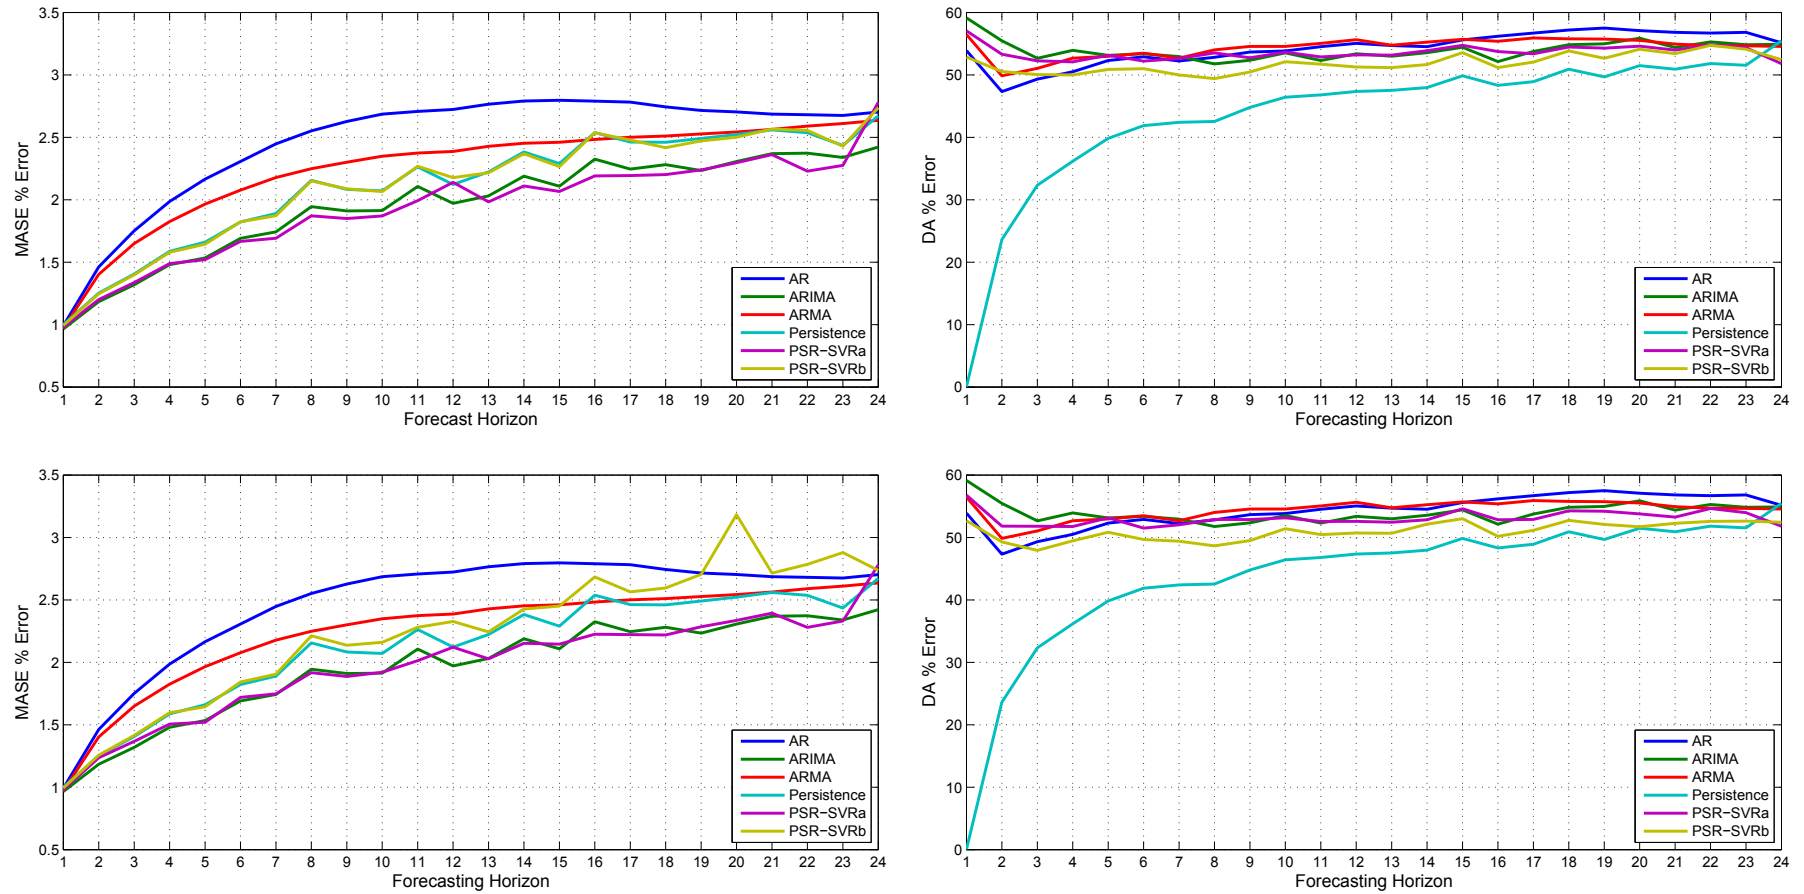 MASE % Error
3.5
3
2.5
2
1.5
1
0.5
1 2 3 4 5 6 7 8 9 10 11 12 13 14 15 16 17 18 19 20 21 22 23 24
Forecast Horizon
AR
ARIMA
ARMA
Persistence
PSR−SVRa
PSR−SVRb
DA % Error
60
50
40
30
20
10
0
1 2 3 4 5 6 7 8 9 10 11 12 13 14 15 16 17 18 19 20 21 22 23 24
Forecasting Horizon
AR
ARIMA
ARMA
Persistence
PSR−SVRa
PSR−SVRb
MASE % Error
3.5
3
2.5
2
1.5
1
0.5
1 2 3 4 5 6 7 8 9 10 11 12 13 14 15 16 17 18 19 20 21 22 23 24
Forecasting Horizon
AR
ARIMA
ARMA
Persistence
PSR−SVRa
PSR−SVRb
DA % Error
60
50
40
30
20
10
0
1 2 3 4 5 6 7 8 9 10 11 12 13 14 15 16 17 18 19 20 21 22 23 24
Forecasting Horizon
AR
ARIMA
ARMA
Persistence
PSR−SVRa
PSR−SVRb